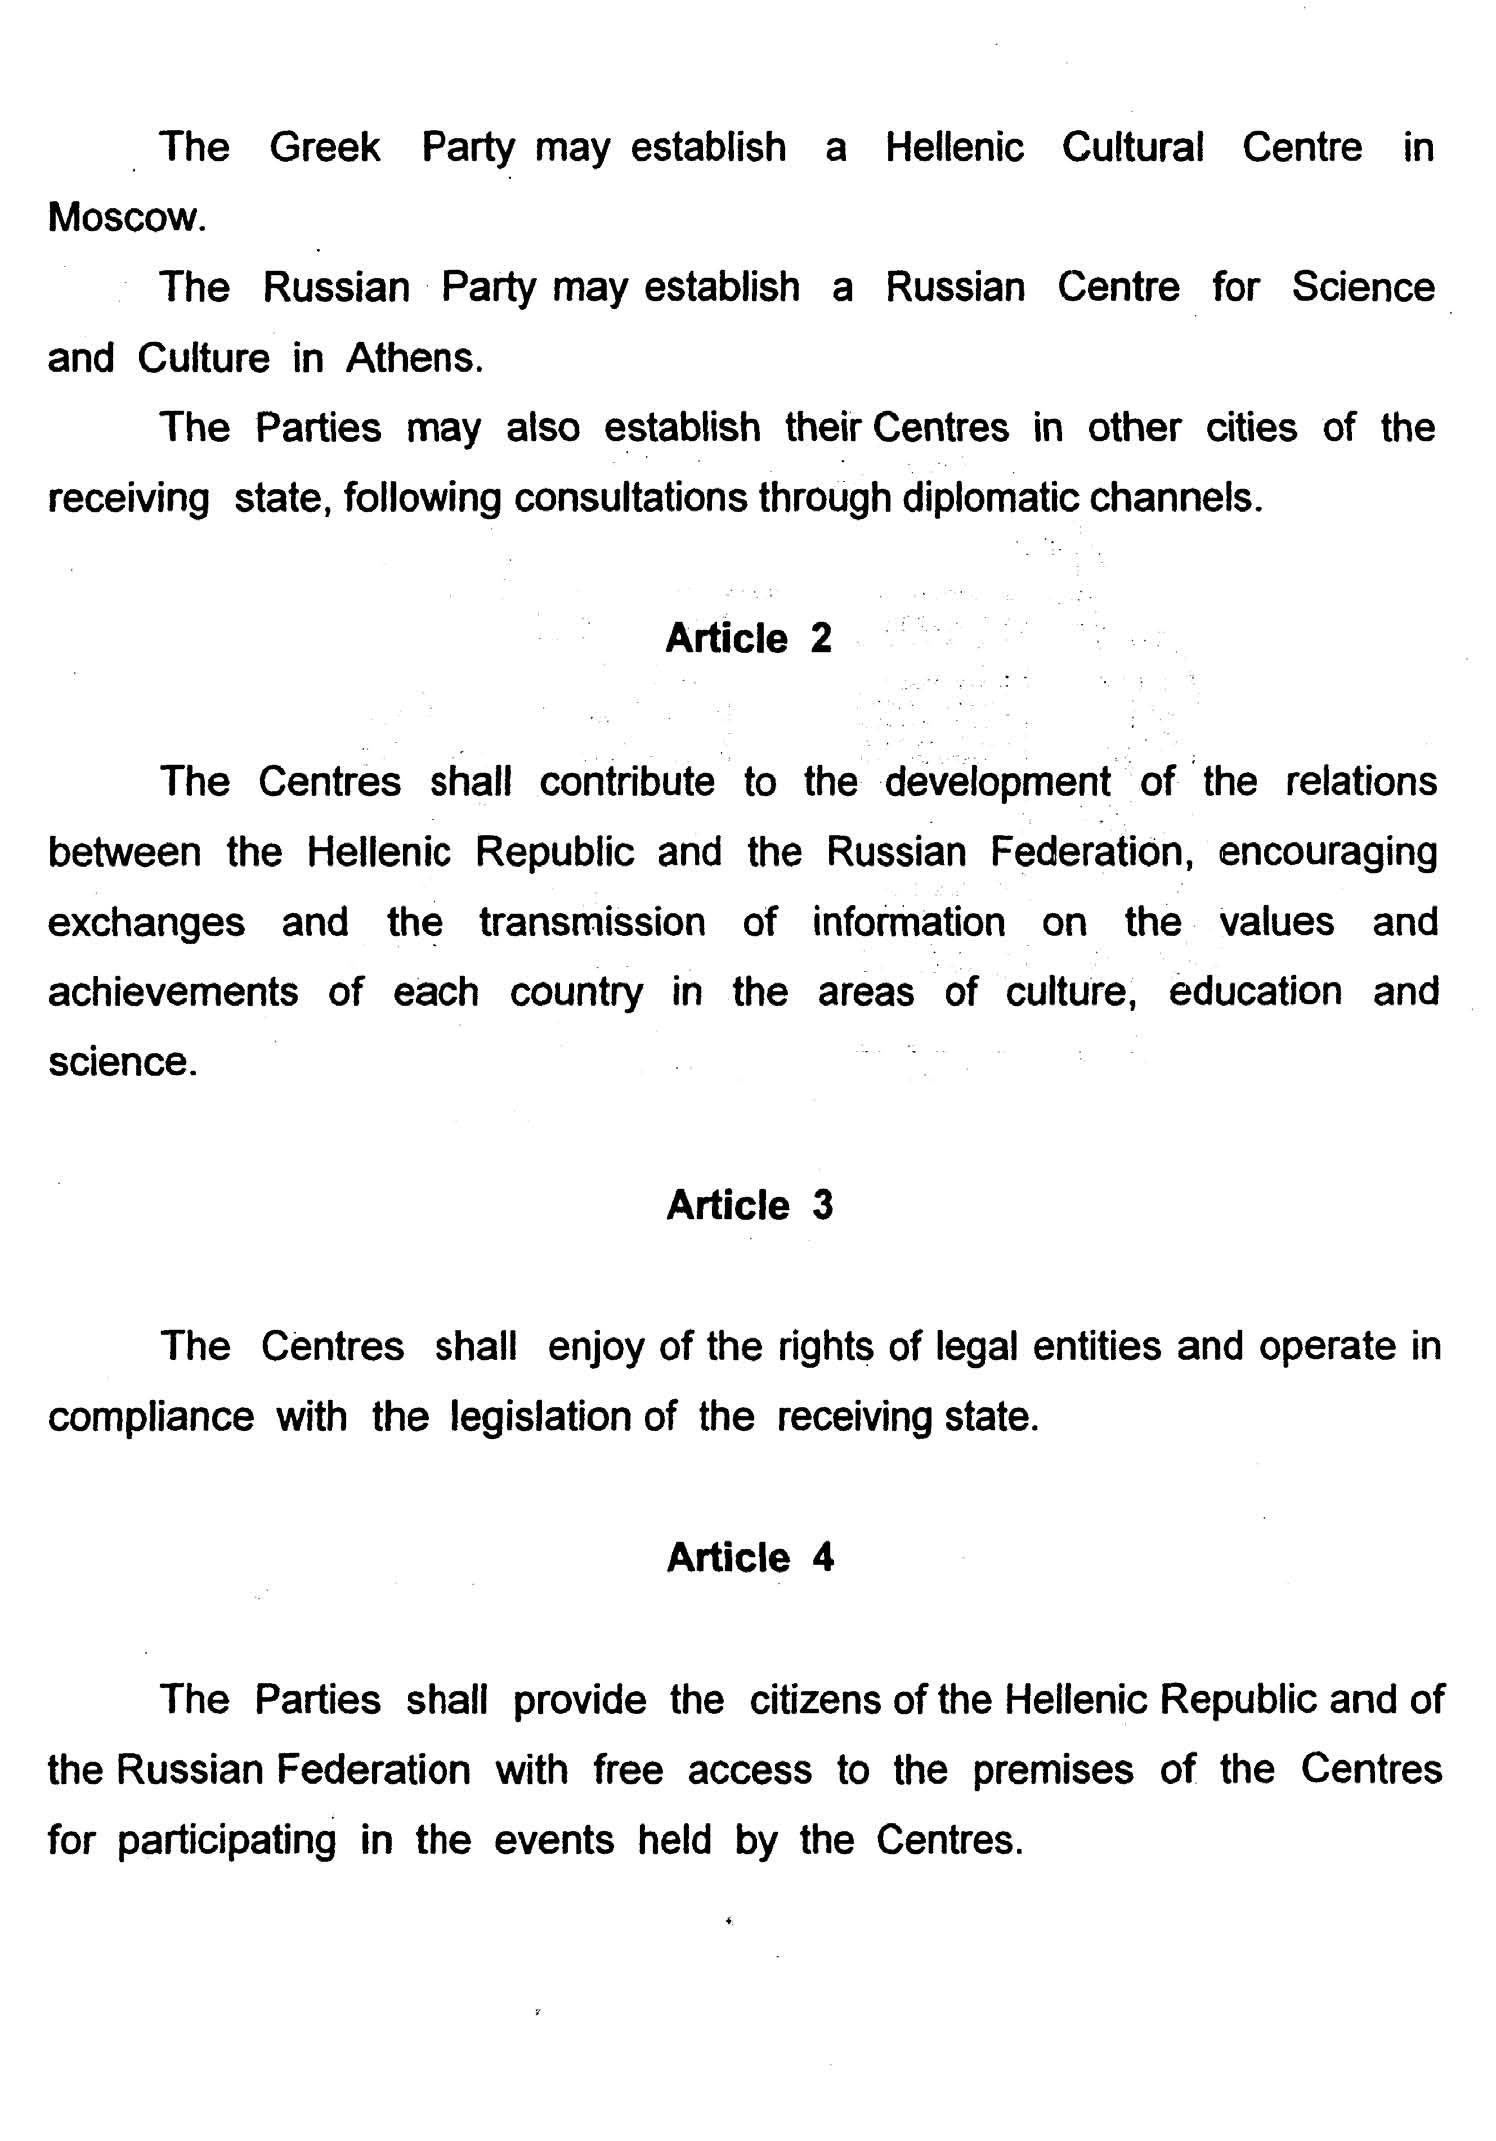 The Greek Party may establish a Hellenic Cultural Centre in
Moscow.
The Russian Party may establish a Russian Centre for Science
and Culture in Athens.
The Parties may also establish their Centres in other cities of the
receiving state, following consultations through diplomatic channels.
Article 2
The Centres shall contribute to the development of the relations
between the Hellenic Republic and the Russian Federation, encouraging
exchanges and the transmission of information on the values and
achievements of each country in the areas of culture, education and
science.
Article 3
The Centres shall enjoy of the rights of legal entities and operate in
compliance with the legislation of the receiving state.
Article 4
The Parties shall provide the citizens of the Hellenic Republic and of
the Russian Federation with free access to the premises of the Centres
for participating in the events held by the Centres.